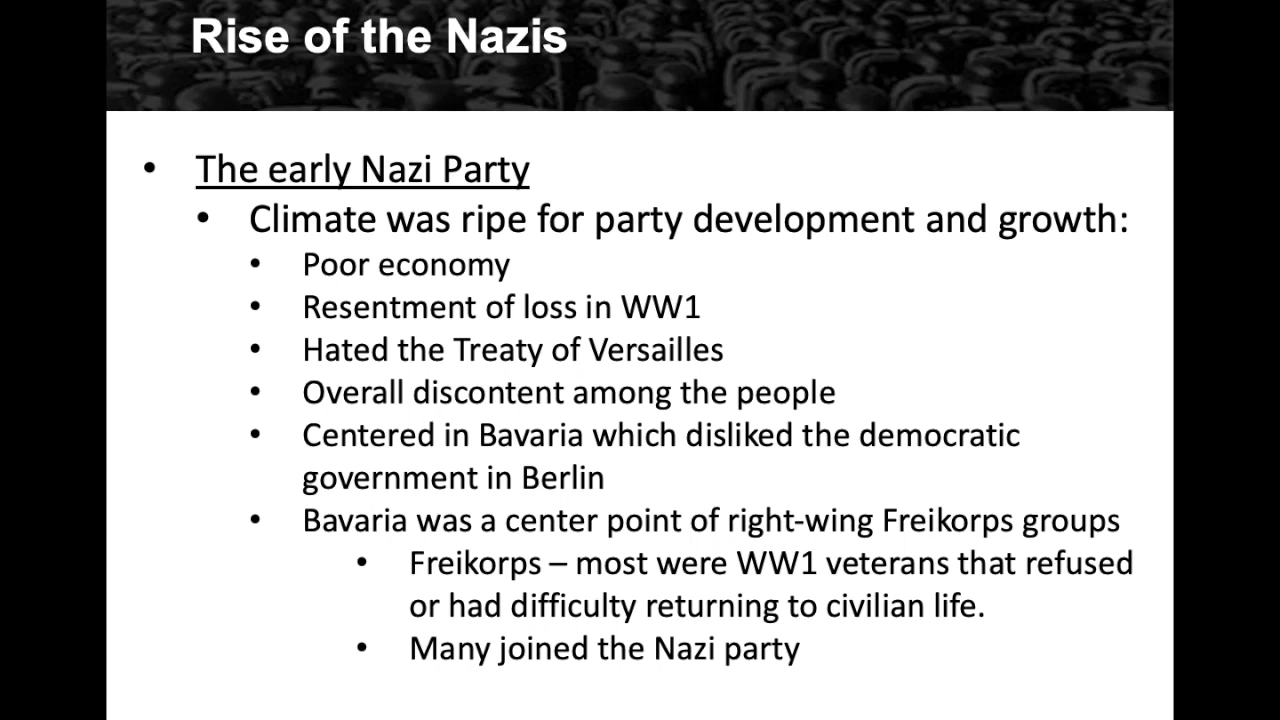 Rise of the Nazis
• The early Nazi Party
• Climate was ripe for party development and growth:
• Poor economy
• Resentment of loss in WW1
• Hated the Treaty of Versailles
• Overall discontent among the people
• Centered in Bavaria which disliked the democratic
government in Berlin
• Bavaria was a center point of right-wing Freikorps groups
• Freikorps – most were WW1 veterans that refused
or had difficulty returning to civilian life.
• Many joined the Nazi party